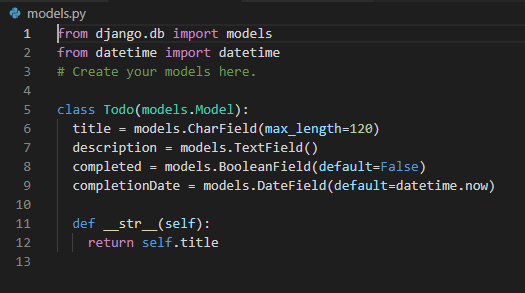 models.py
1 from django.db import models
2 from datetime import datetime
3 # Create your models here.
4
5 class Todo(models.Model):
6   title = models.CharField(max_length=120)
7   description = models.TextField()
8   completed = models.BooleanField(default=False)
9   completionDate = models.DateField(default=datetime.now)
10
11   def __str__(self):
12     return self.title
13